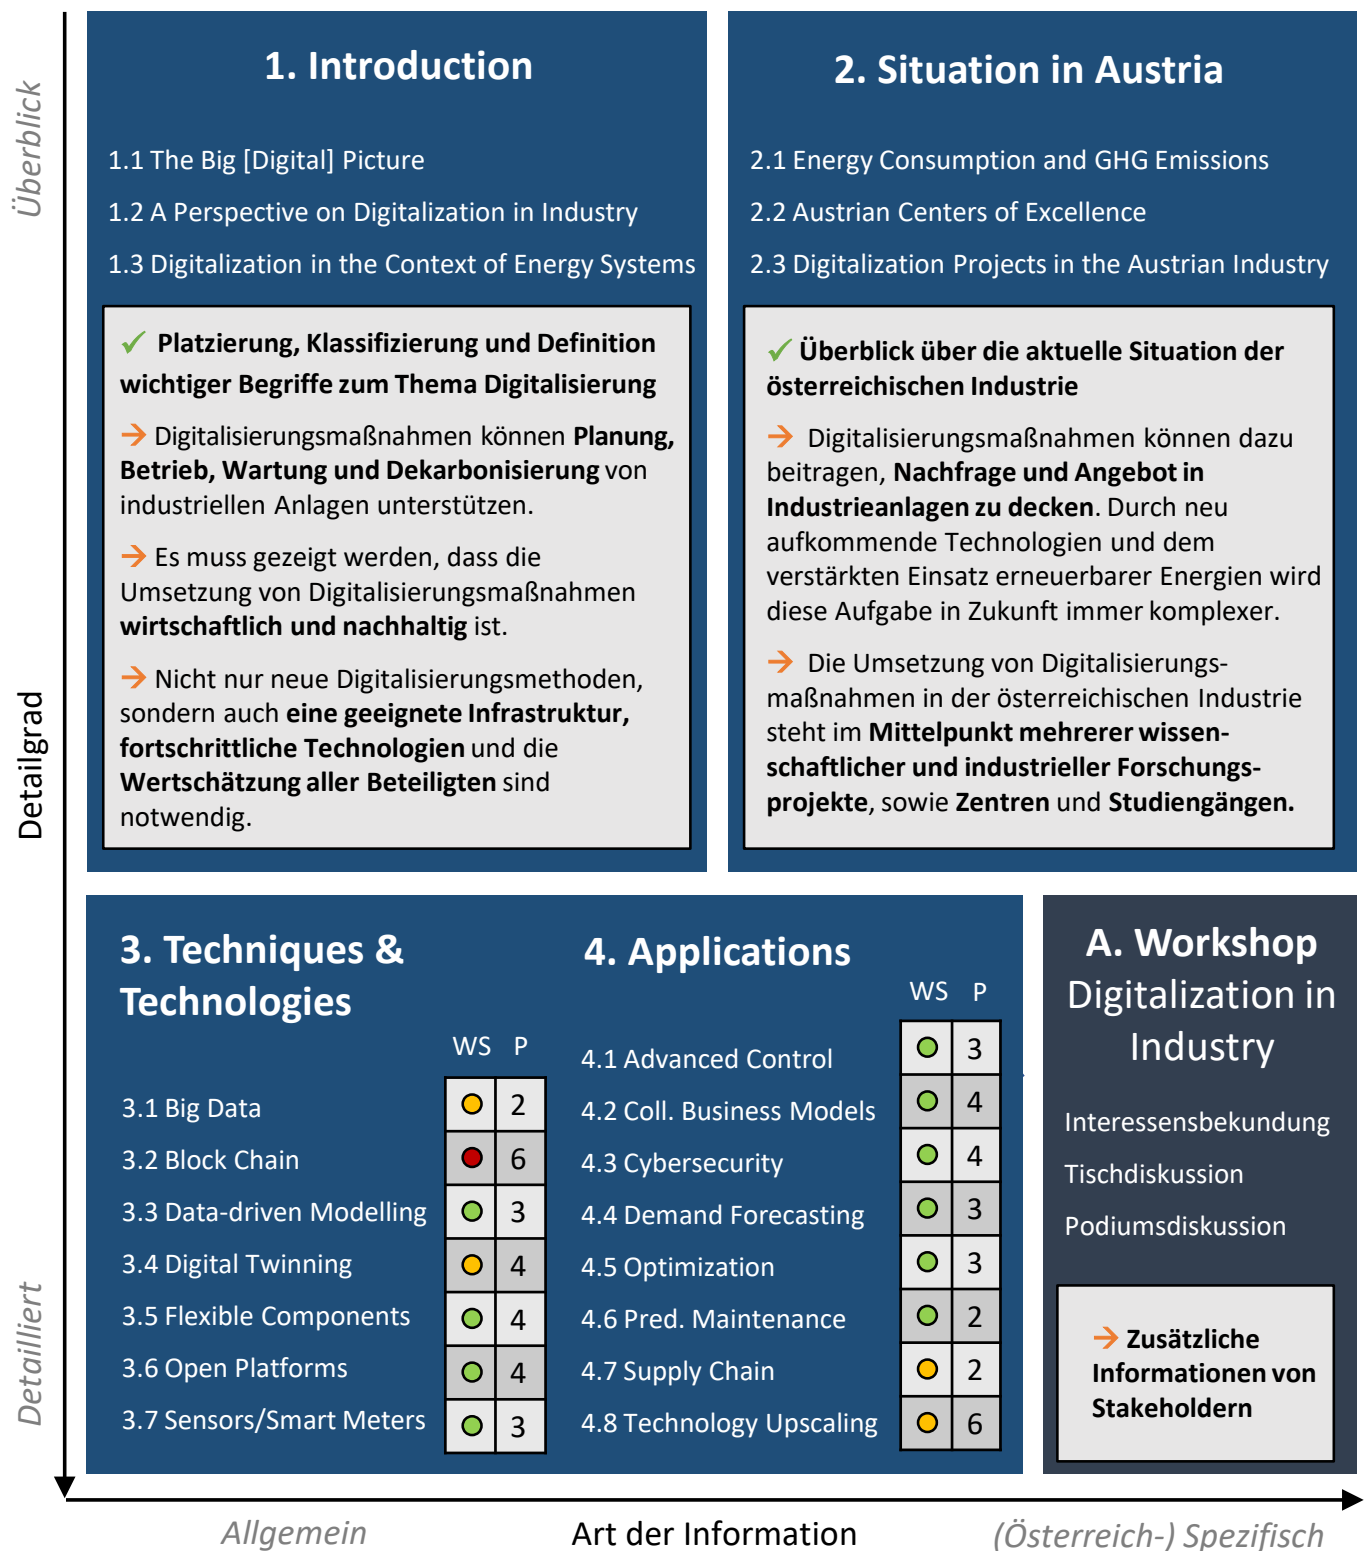 Überblick
Detailgrad
Detailliert
1. Introduction
1.1 The Big [Digital] Picture
1.2 A Perspective on Digitalization in Industry
1.3 Digitalization in the Context of Energy Systems
✓ Platzierung, Klassifizierung und Definition
wichtiger Begriffe zum Thema Digitalisierung
→ Digitalisierungsmaßnahmen können Planung,
Betrieb, Wartung und Dekarbonisierung von
industriellen Anlagen unterstützen.
→ Es muss gezeigt werden, dass die
Umsetzung von Digitalisierungsmaßnahmen
wirtschaftlich und nachhaltig ist.
→ Nicht nur neue Digitalisierungsmethoden,
sondern auch eine geeignete Infrastruktur,
fortschrittliche Technologien und die
Wertschätzung aller Beteiligten sind
notwendig.
2. Situation in Austria
2.1 Energy Consumption and GHG Emissions
2.2 Austrian Centers of Excellence
2.3 Digitalization Projects in the Austrian Industry
✓ Überblick über die aktuelle Situation der
österreichischen Industrie
→ Digitalisierungsmaßnahmen können dazu
beitragen, Nachfrage und Angebot in
Industrieanlagen zu decken. Durch neu
aufkommende Technologien und dem
verstärkten Einsatz erneuerbarer Energien wird
diese Aufgabe in Zukunft immer komplexer.
→ Die Umsetzung von Digitalisierungs-
maßnahmen in der österreichischen Industrie
steht im Mittelpunkt mehrerer wissen-
schaftlicher und industrieller Forschungs-
projekte, sowie Zentren und Studiengängen.
3. Techniques &
Technologies
WS P
3.1 Big Data 2
3.2 Block Chain 6
3.3 Data-driven Modelling 3
3.4 Digital Twinning 4
3.5 Flexible Components 4
3.6 Open Platforms 4
3.7 Sensors/Smart Meters 3
4. Applications
WS P
4.1 Advanced Control 3
4.2 Coll. Business Models 4
4.3 Cybersecurity 4
4.4 Demand Forecasting 3
4.5 Optimization 3
4.6 Pred. Maintenance 2
4.7 Supply Chain 2
4.8 Technology Upscaling 6
A. Workshop
Digitalization in
Industry
Interessensbekundung
Tischdiskussion
Podiumsdiskussion
→ Zusätzliche
Informationen von
Stakeholdern
Allgemein
Art der Information
(Österreich-) Spezifisch